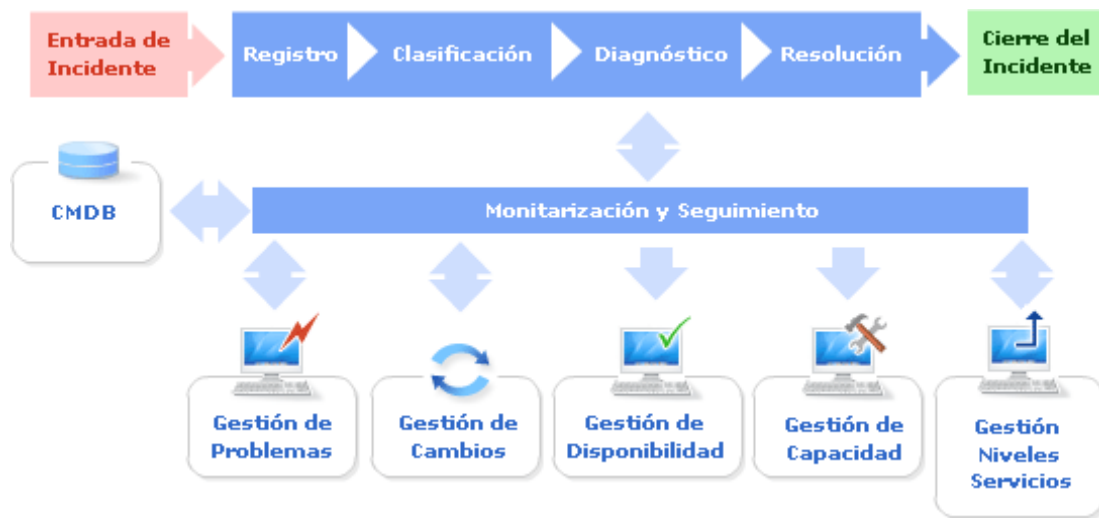 Entrada de
Incidente
Registro
Clasificación
Diagnóstico
Resolución
Cierre del
Incidente
CMDB
Monitarización y Seguimiento
Gestión de
Problemas
Gestión de
Cambios
Gestión de
Disponibilidad
Gestión de
Capacidad
Gestión
Niveles
Servicios